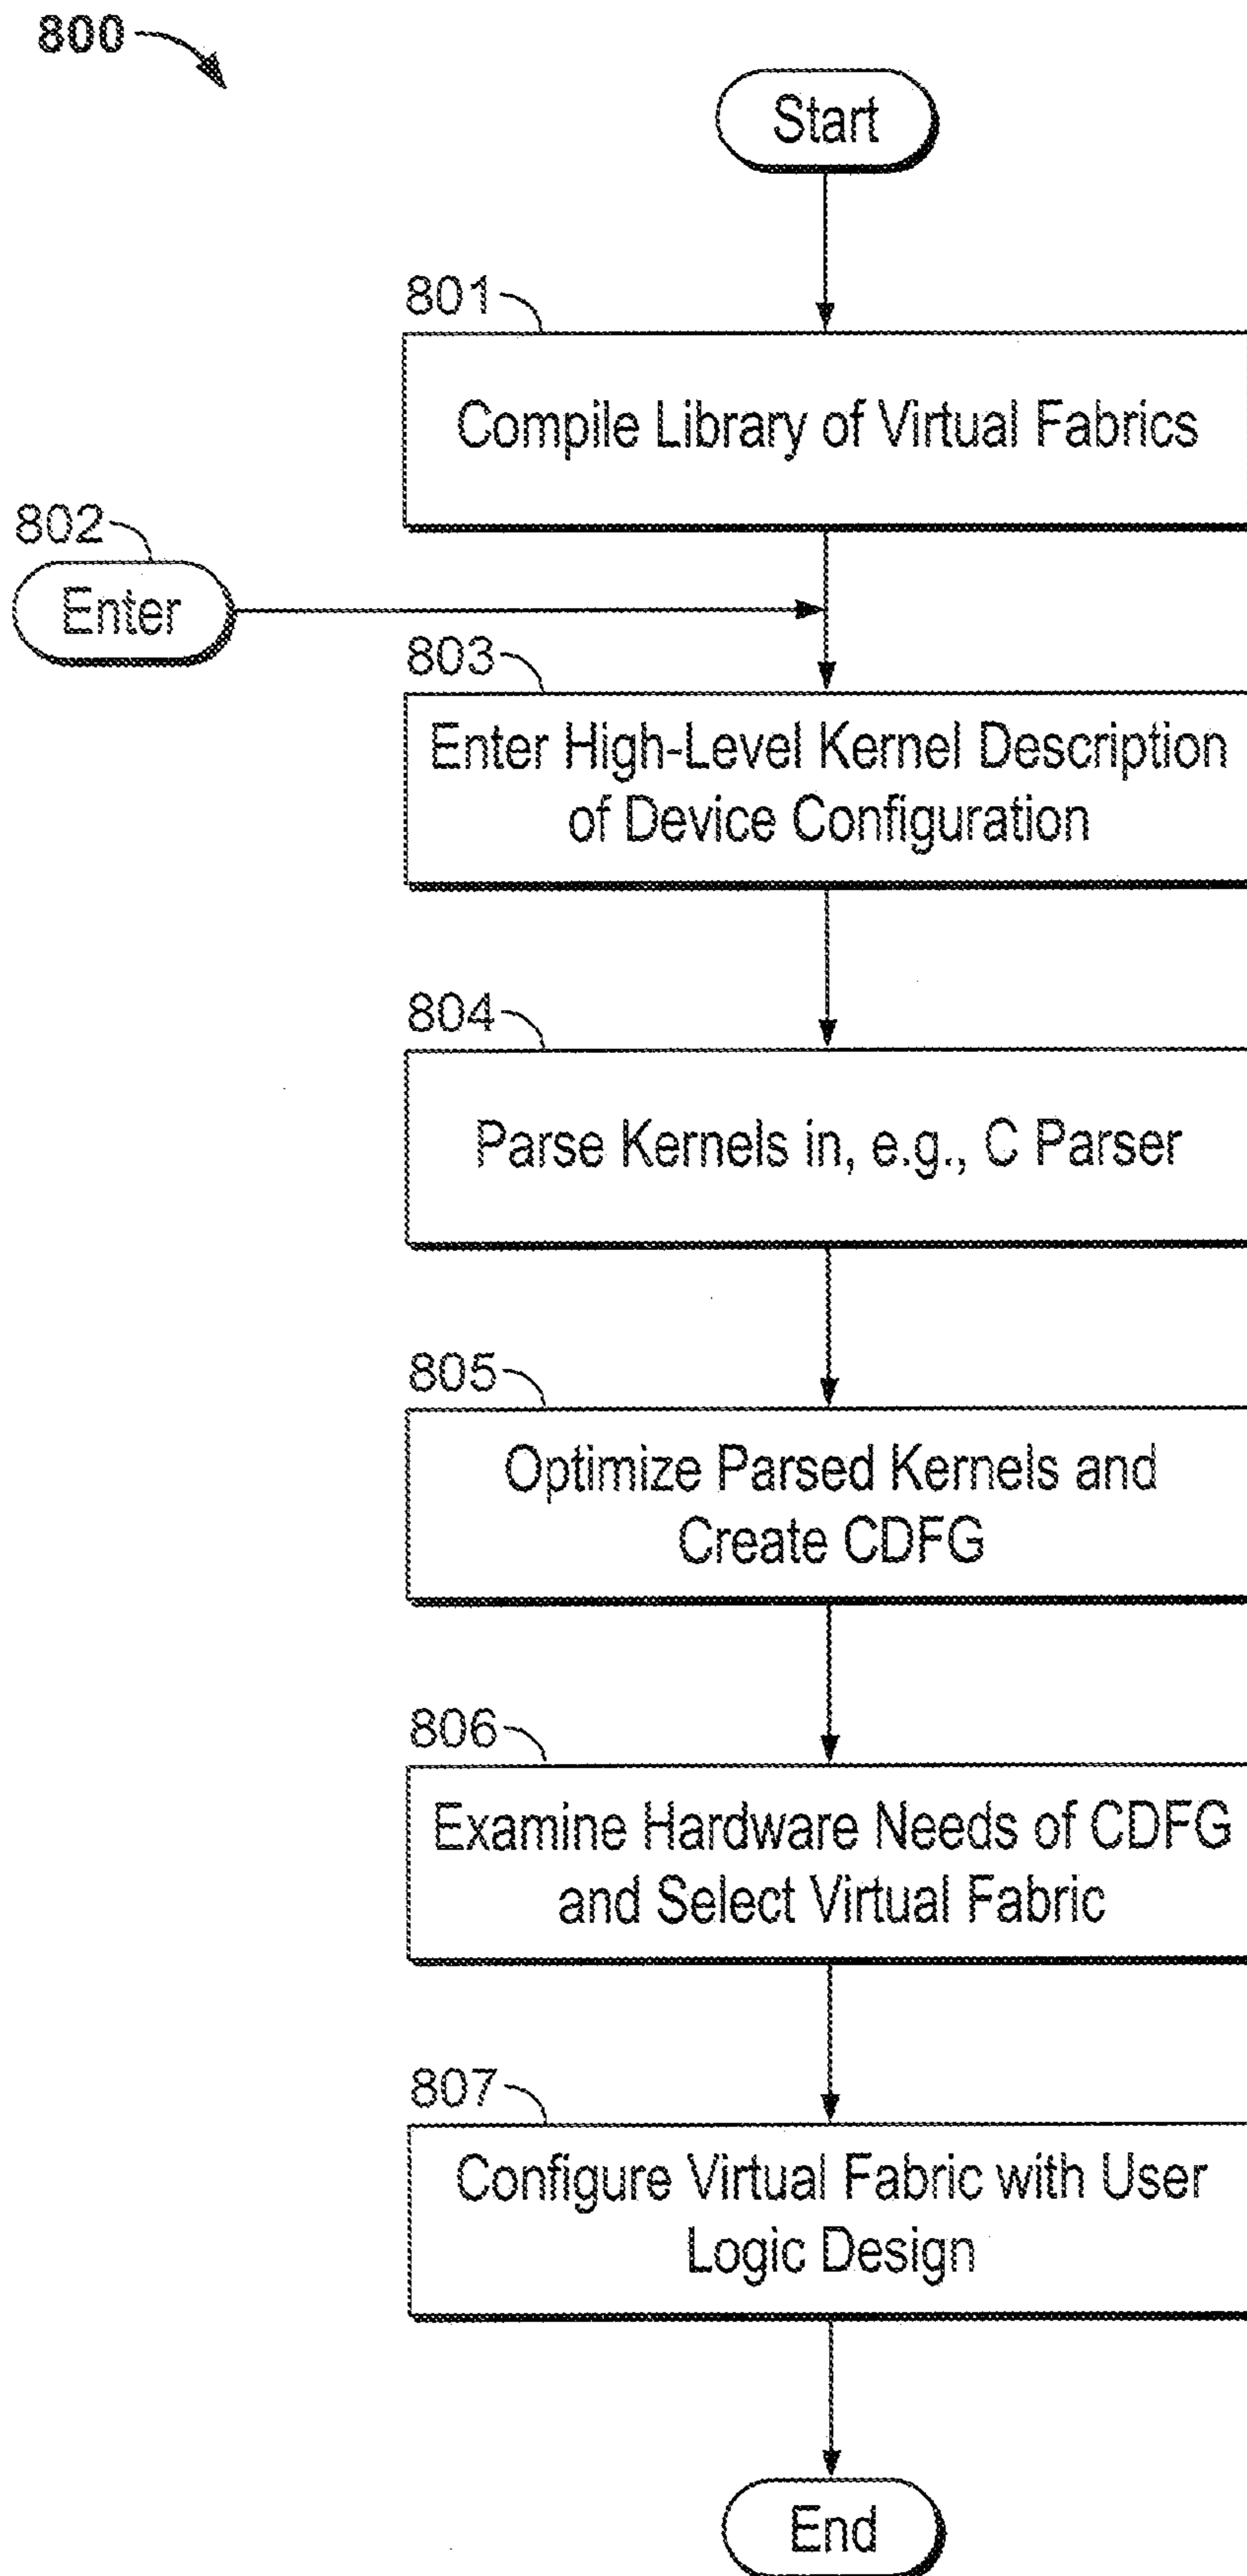 800
Start
801
Compile Library of Virtual Fabrics
802
Enter
803
Enter High-Level Kernel Description
of Device Configuration
804
Parse Kernels in, e.g., C Parser
805
Optimize Parsed Kernels and
Create CDFG
806
Examine Hardware Needs of CDFG
and Select Virtual Fabric
807
Configure Virtual Fabric with User
Logic Design
End